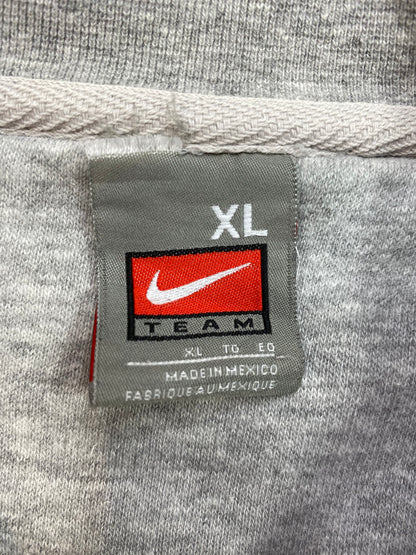 XL
TEAM
XL TG EG
MADE IN MEXICO
FABRIQUE AU MEXIQUE